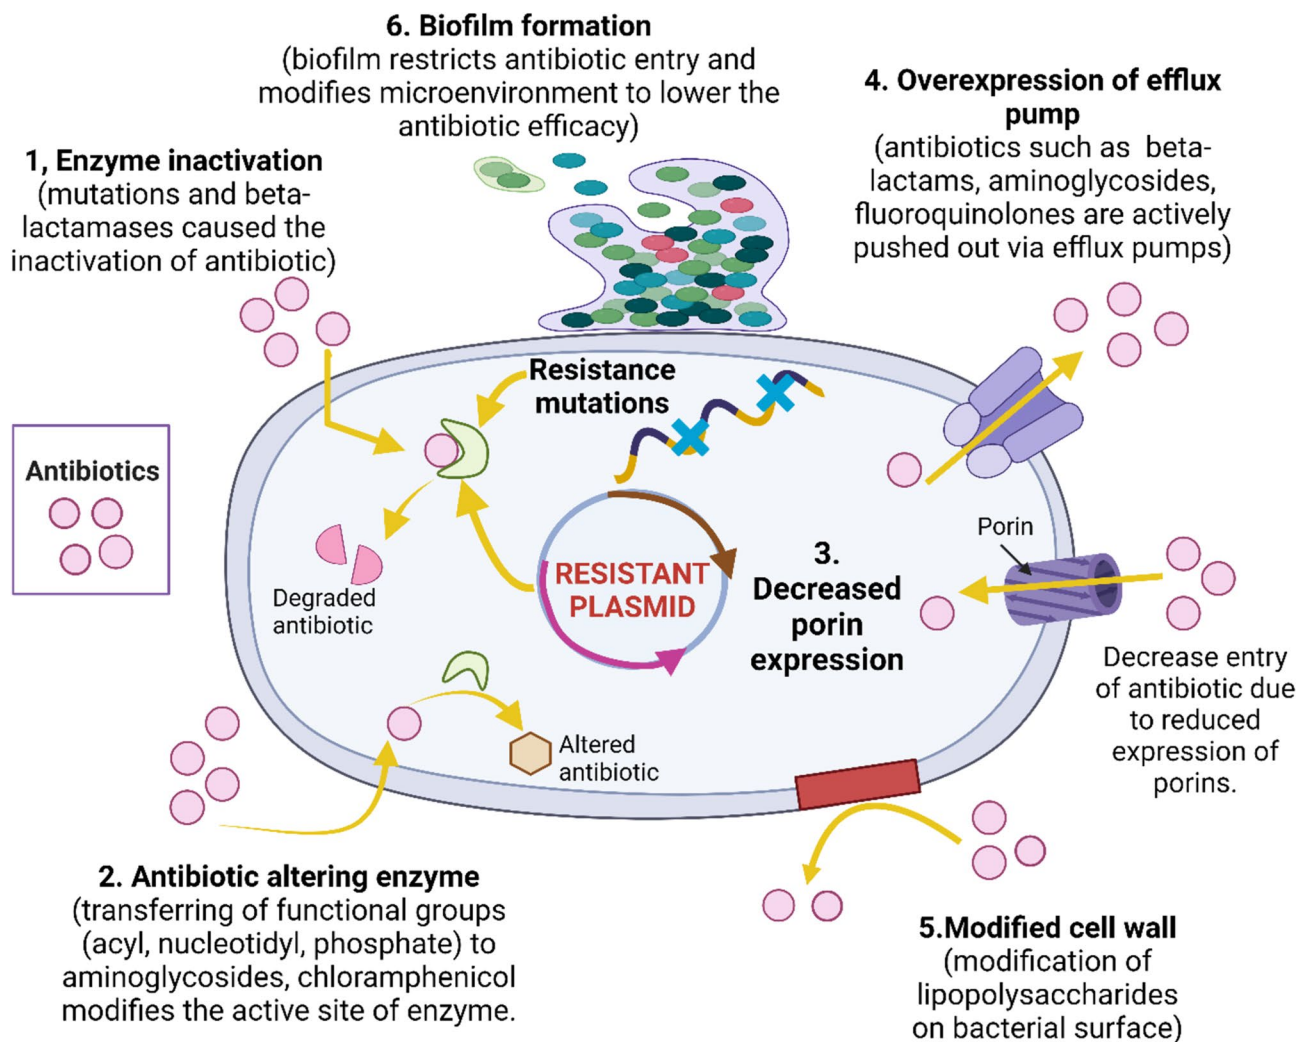 6. Biofilm formation
(biofilm restricts antibiotic entry and
modifies microenvironment to lower the
antibiotic efficacy)
4. Overexpression of efflux
pump
(antibiotics such as beta-
lactams, aminoglycosides,
fluoroquinolones are actively
pushed out via efflux pumps)
1, Enzyme inactivation
(mutations and beta-
lactamases caused the
inactivation of antibiotic)
Resistance
mutations
Antibiotics
Porin
RESISTANT
PLASMID
3.
Decreased
porin
expression
Degraded
antibiotic
Decrease entry
of antibiotic due
to reduced
expression of
porins.
Altered
antibiotic
2. Antibiotic altering enzyme
(transferring of functional groups
(acyl, nucleotidyl, phosphate) to
aminoglycosides, chloramphenicol
modifies the active site of enzyme.
5.Modified cell wall
(modification of
lipopolysaccharides
on bacterial surface)